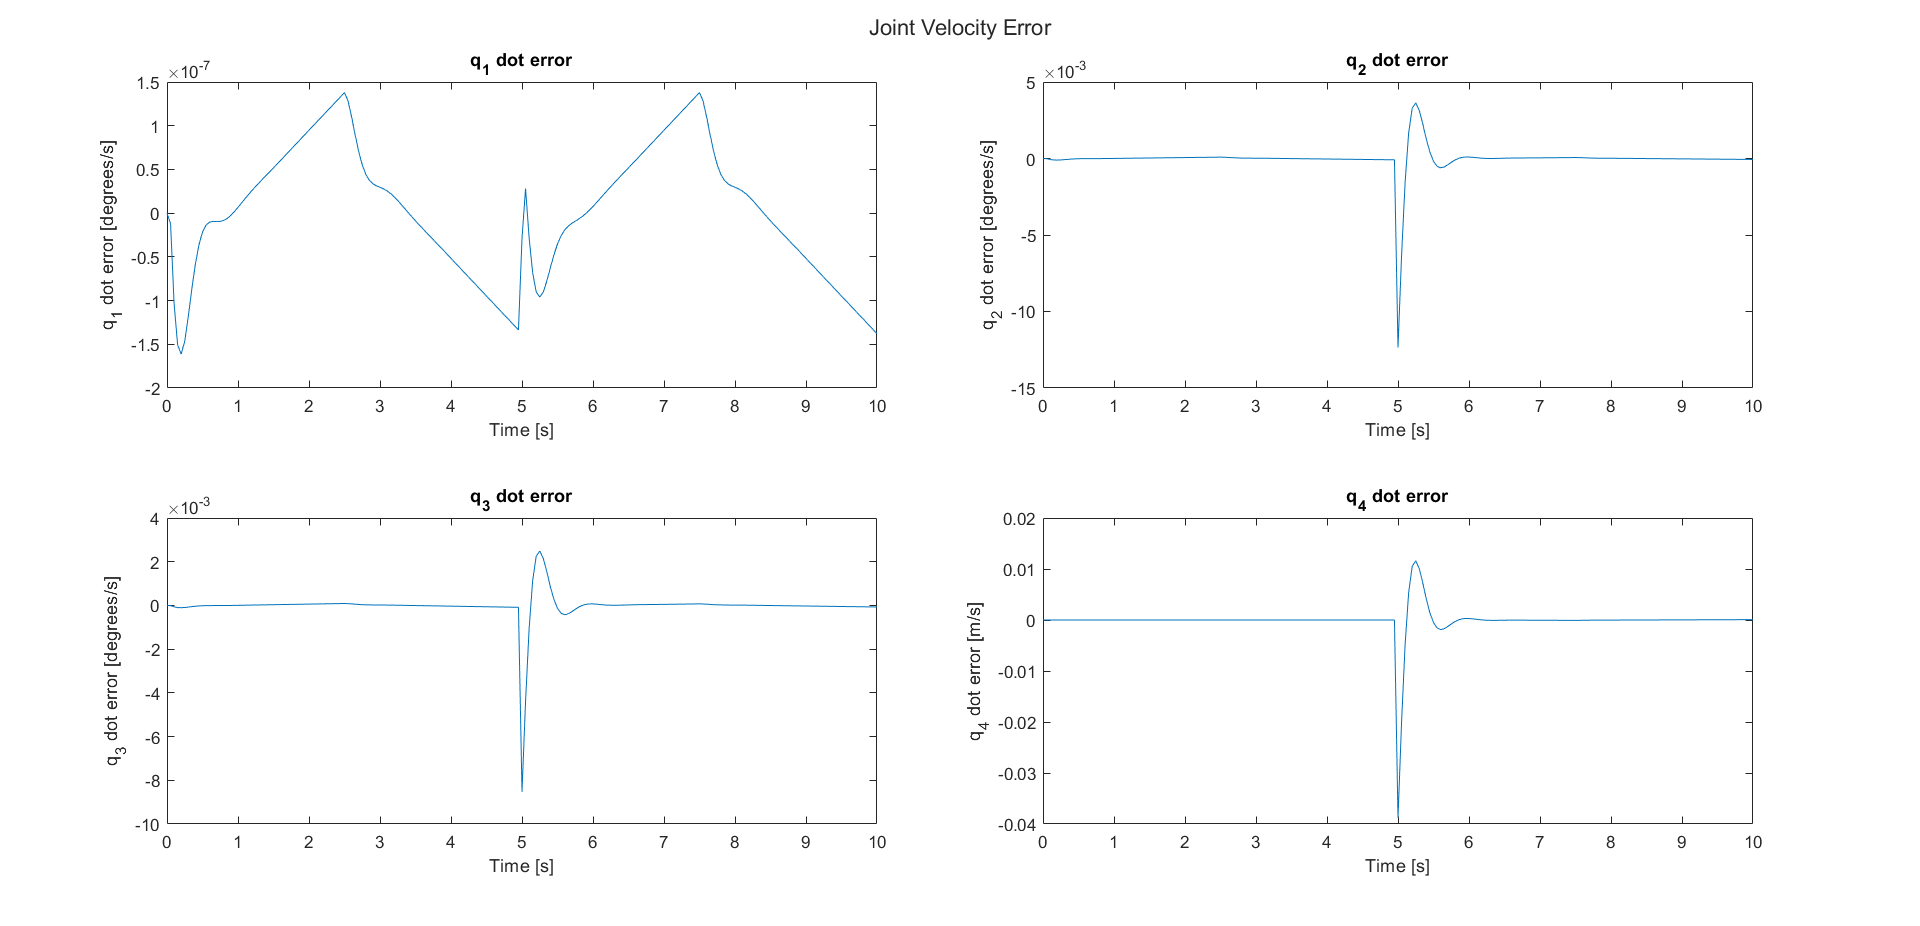 Joint Velocity Error
q1 dot error
×10-7
1.5
1
0.5
0
-0.5
-1
-1.5
-2
q1 dot error [degrees/s]
0 1 2 3 4 5 6 7 8 9 10
Time [s]
q2 dot error
×10-3
5
0
-5
-10
-15
q2 dot error [degrees/s]
0 1 2 3 4 5 6 7 8 9 10
Time [s]
q3 dot error
×10-3
4
2
0
-2
-4
-6
-8
-10
q3 dot error [degrees/s]
0 1 2 3 4 5 6 7 8 9 10
Time [s]
q4 dot error
0.02
0.01
0
-0.01
-0.02
-0.03
-0.04
q4 dot error [m/s]
0 1 2 3 4 5 6 7 8 9 10
Time [s]